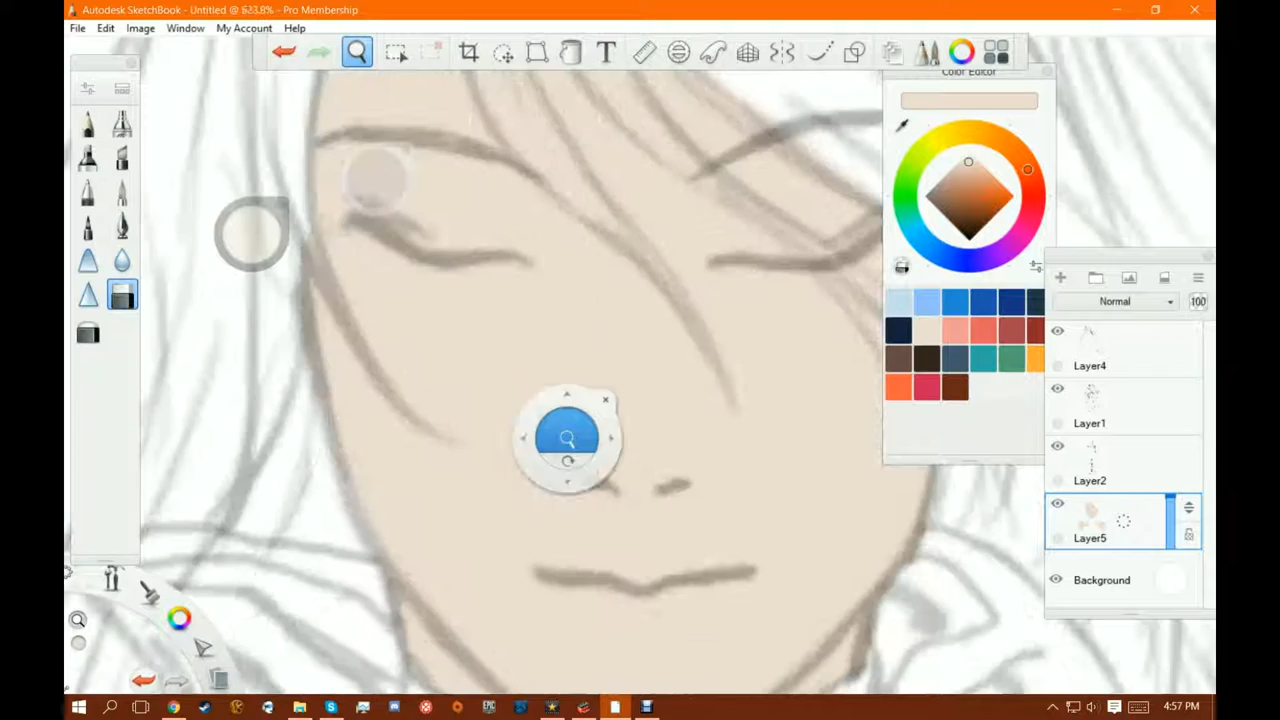 Autodesk SketchBook - Untitled @ 633.8% - Pro Membership
File Edit Image Window My Account Help
T
Color Editor
Normal 100
Layer4
Layer1
Layer2
Layer5
Background
4:57 PM